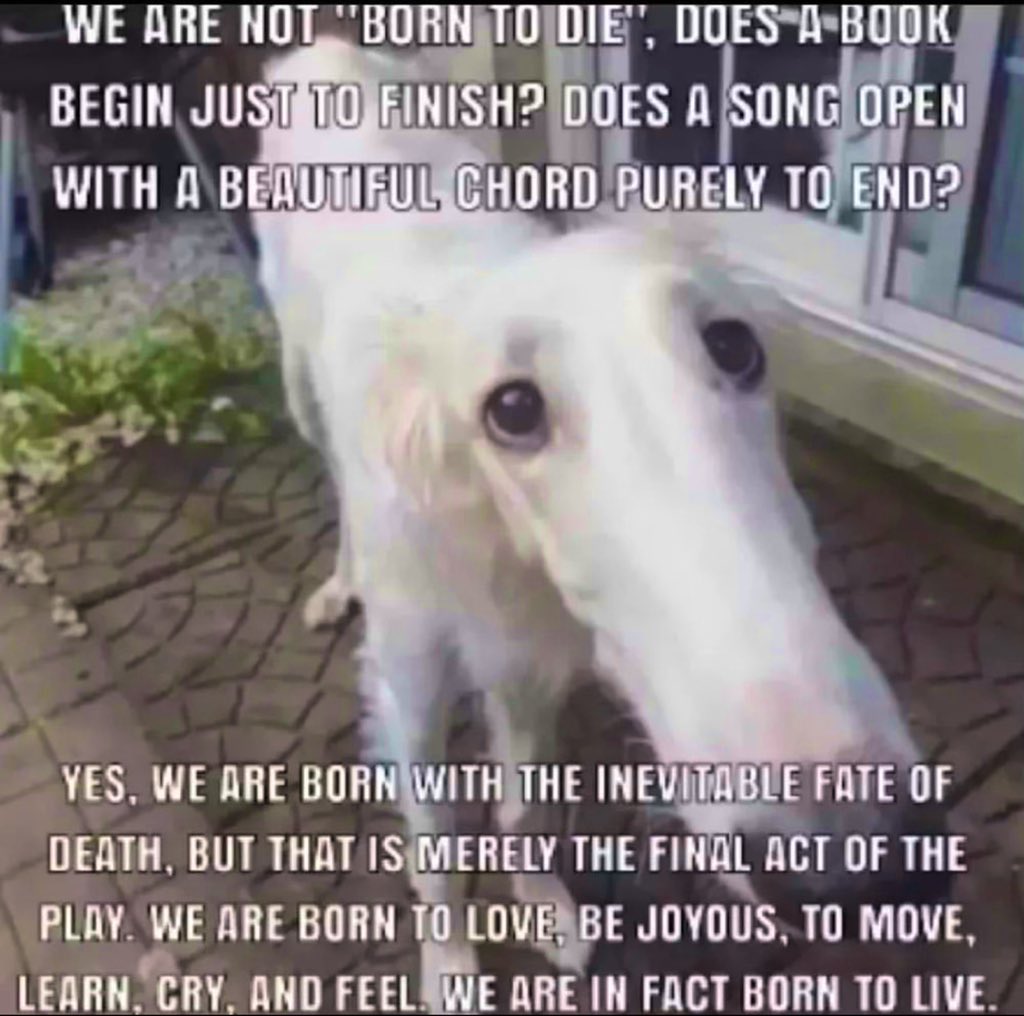 WE ARE NOT "BORN TO DIE", DOES A BOOK
BEGIN JUST TO FINISH? DOES A SONG OPEN
WITH A BEAUTIFUL CHORD PURELY TO END?
YES, WE ARE BORN WITH THE INEVITABLE FATE OF
DEATH, BUT THAT IS MERELY THE FINAL ACT OF THE
PLAY. WE ARE BORN TO LOVE, BE JOYOUS, TO MOVE,
LEARN, CRY, AND FEEL. WE ARE IN FACT BORN TO LIVE.